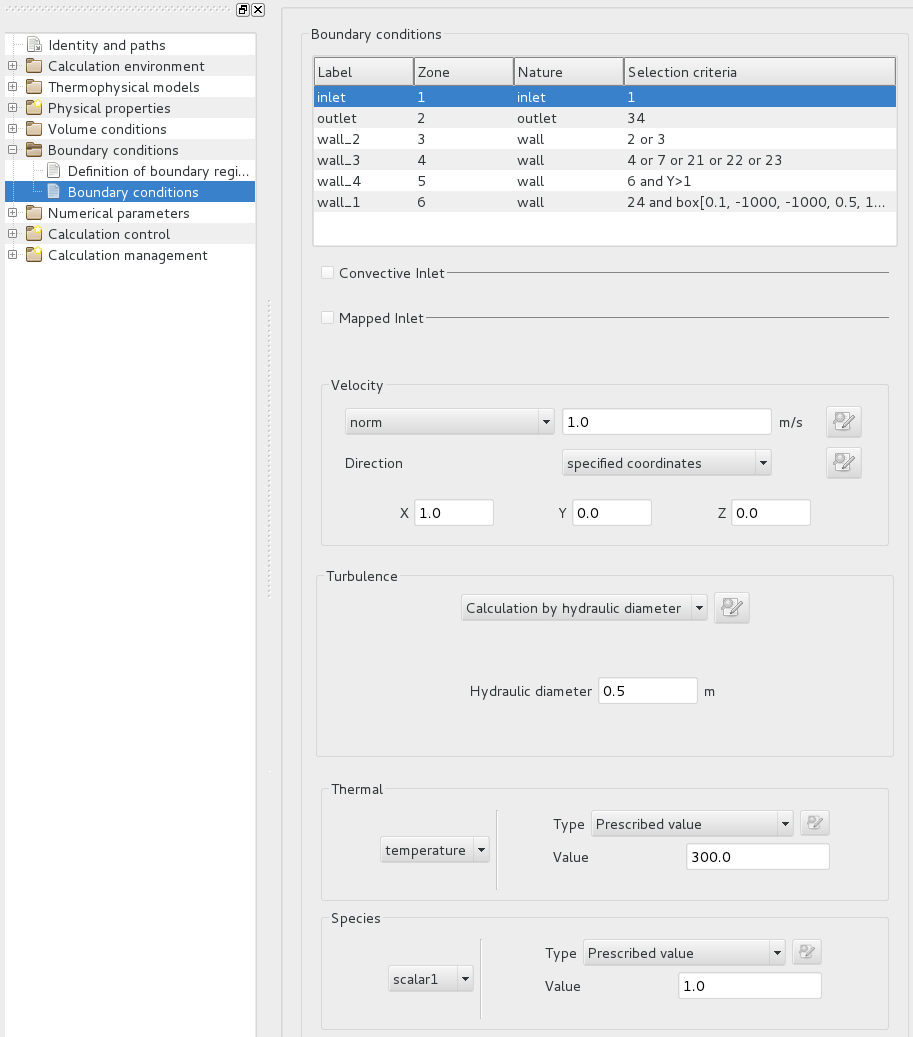 Identity and paths
Calculation environment
Thermophysical models
Physical properties
Volume conditions
Boundary conditions
Definition of boundary regi...
Boundary conditions
Numerical parameters
Calculation control
Calculation management
Boundary conditions
Label Zone Nature Selection criteria
inlet 1 inlet 1
outlet 2 outlet 34
wall_2 3 wall 2 or 3
wall_3 4 wall 4 or 7 or 21 or 22 or 23
wall_4 5 wall 6 and Y>1
wall_1 6 wall 24 and box[0.1, -1000, -1000, 0.5, 1...
Convective Inlet
Mapped Inlet
Velocity
norm 1.0 m/s
Direction specified coordinates
X 1.0 Y 0.0 Z 0.0
Turbulence
Calculation by hydraulic diameter
Hydraulic diameter 0.5 m
Thermal
Type Prescribed value
temperature
Value 300.0
Species
Type Prescribed value
scalar1
Value 1.0